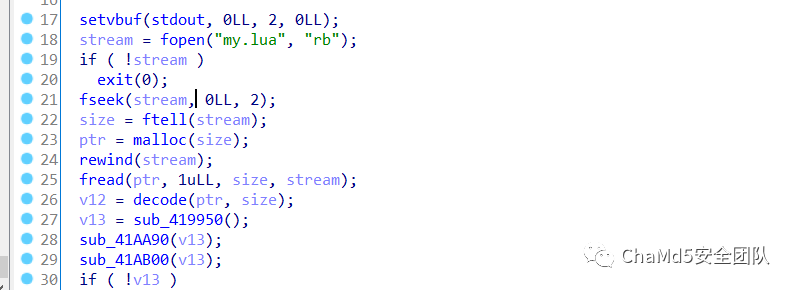 17 setvbuf(stdout, 0LL, 2, 0LL);
18 stream = fopen("my.lua", "rb");
19 if ( !stream )
20 exit(0);
21 fseek(stream, 0LL, 2);
22 size = ftell(stream);
23 ptr = malloc(size);
24 rewind(stream);
25 fread(ptr, 1uLL, size, stream);
26 v12 = decode(ptr, size);
27 v13 = sub_419950();
28 sub_41AA90(v13);
ChaMd5安全团队
29 sub_41AB00(v13);
30 if ( !v13 )